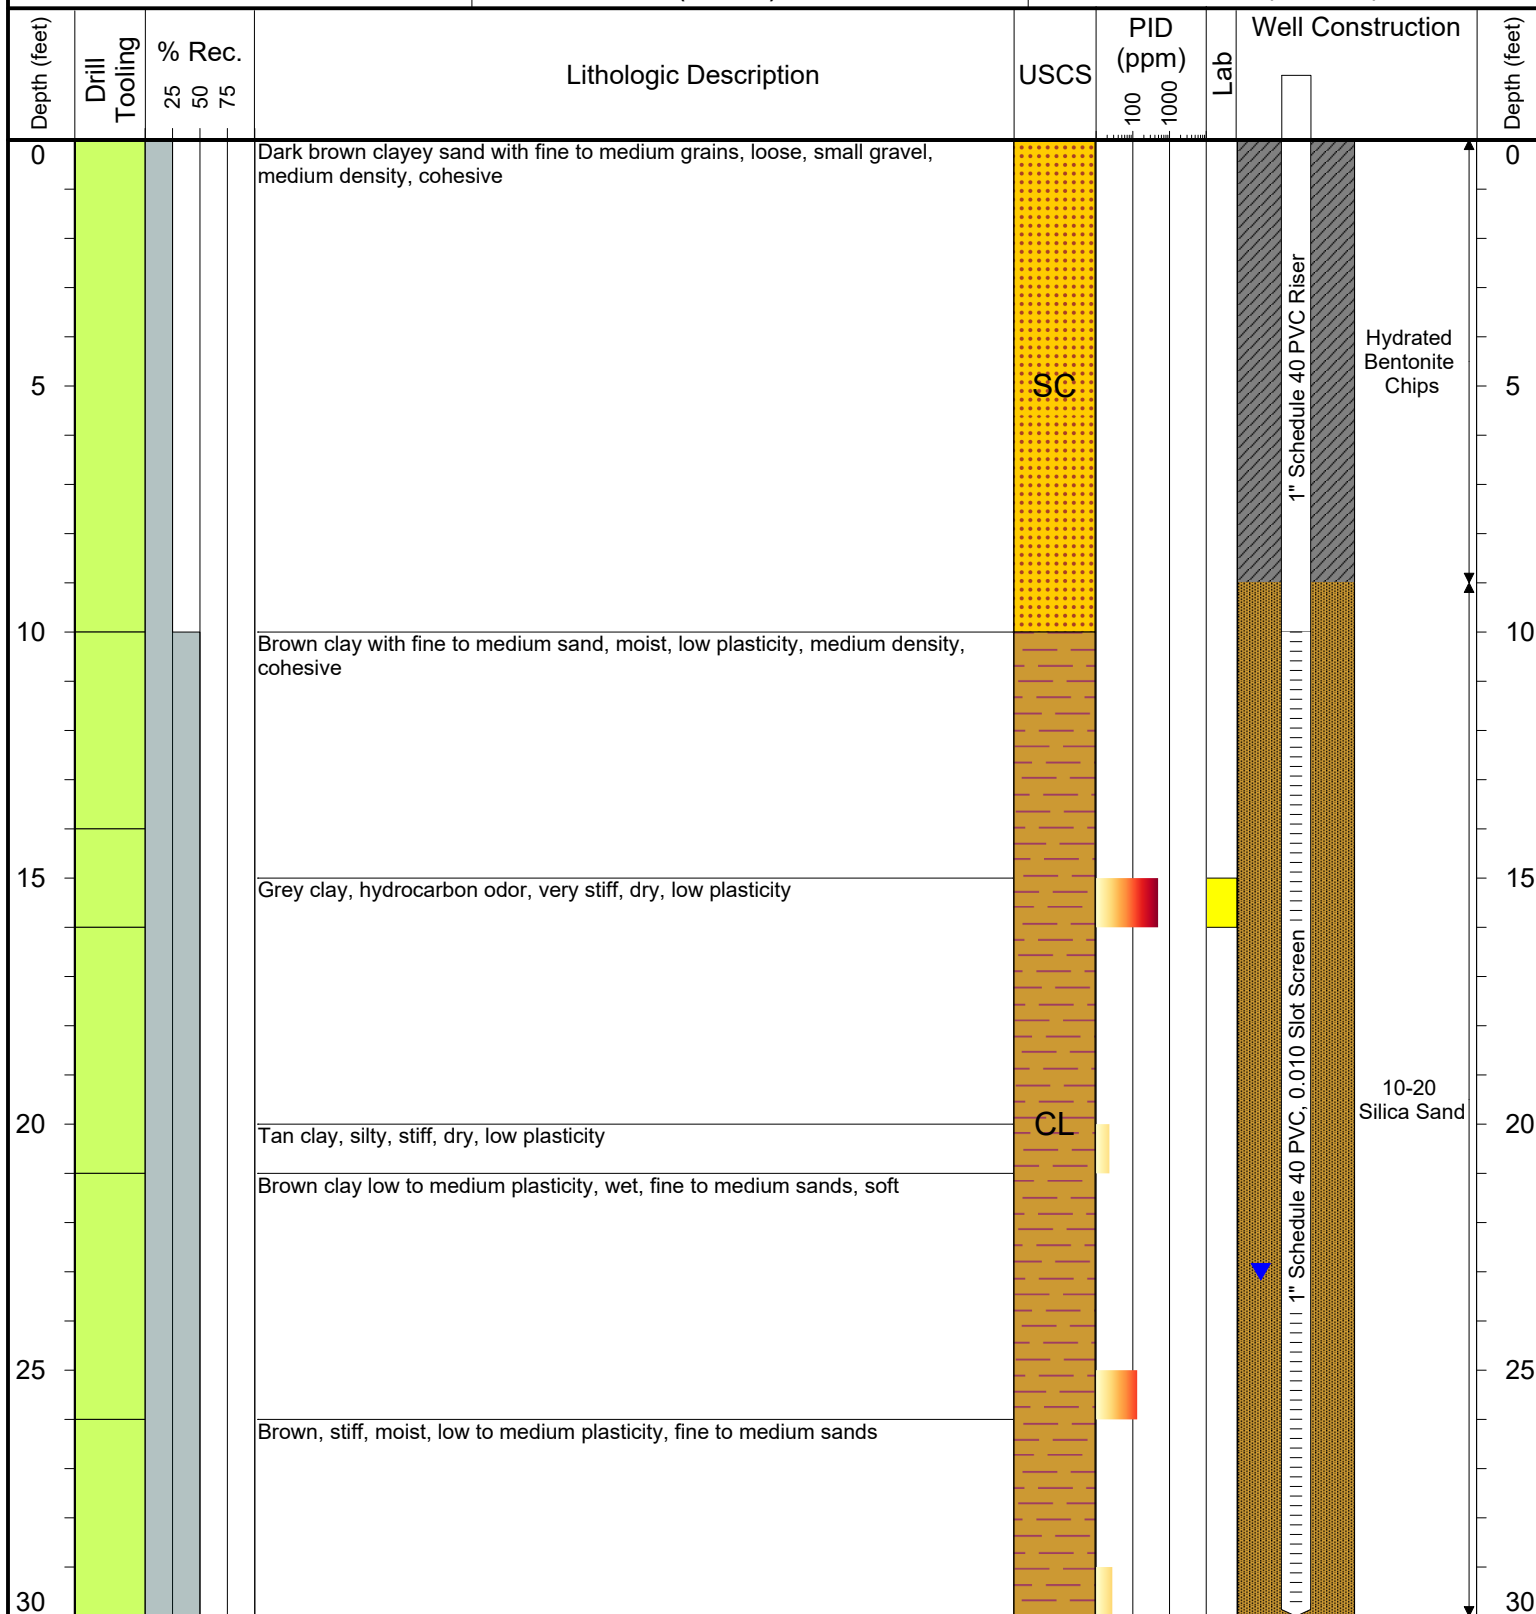 Depth (feet)
Drill
Tooling
% Rec.
25
50
75
Lithologic Description
USCS
PID
(ppm)
100
1000
Lab
Well Construction
Depth (feet)
0
Dark brown clayey sand with fine to medium grains, loose, small gravel,
medium density, cohesive
0
1" Schedule 40 PVC Riser
Hydrated
Bentonite
Chips
5
SC
5
10
Brown clay with fine to medium sand, moist, low plasticity, medium density,
cohesive
10
15
Grey clay, hydrocarbon odor, very stiff, dry, low plasticity
15
1" Schedule 40 PVC, 0.010 Slot Screen
10-20
Silica Sand
20
CL
20
Tan clay, silty, stiff, dry, low plasticity
Brown clay low to medium plasticity, wet, fine to medium sands, soft
25
25
Brown, stiff, moist, low to medium plasticity, fine to medium sands
30
30